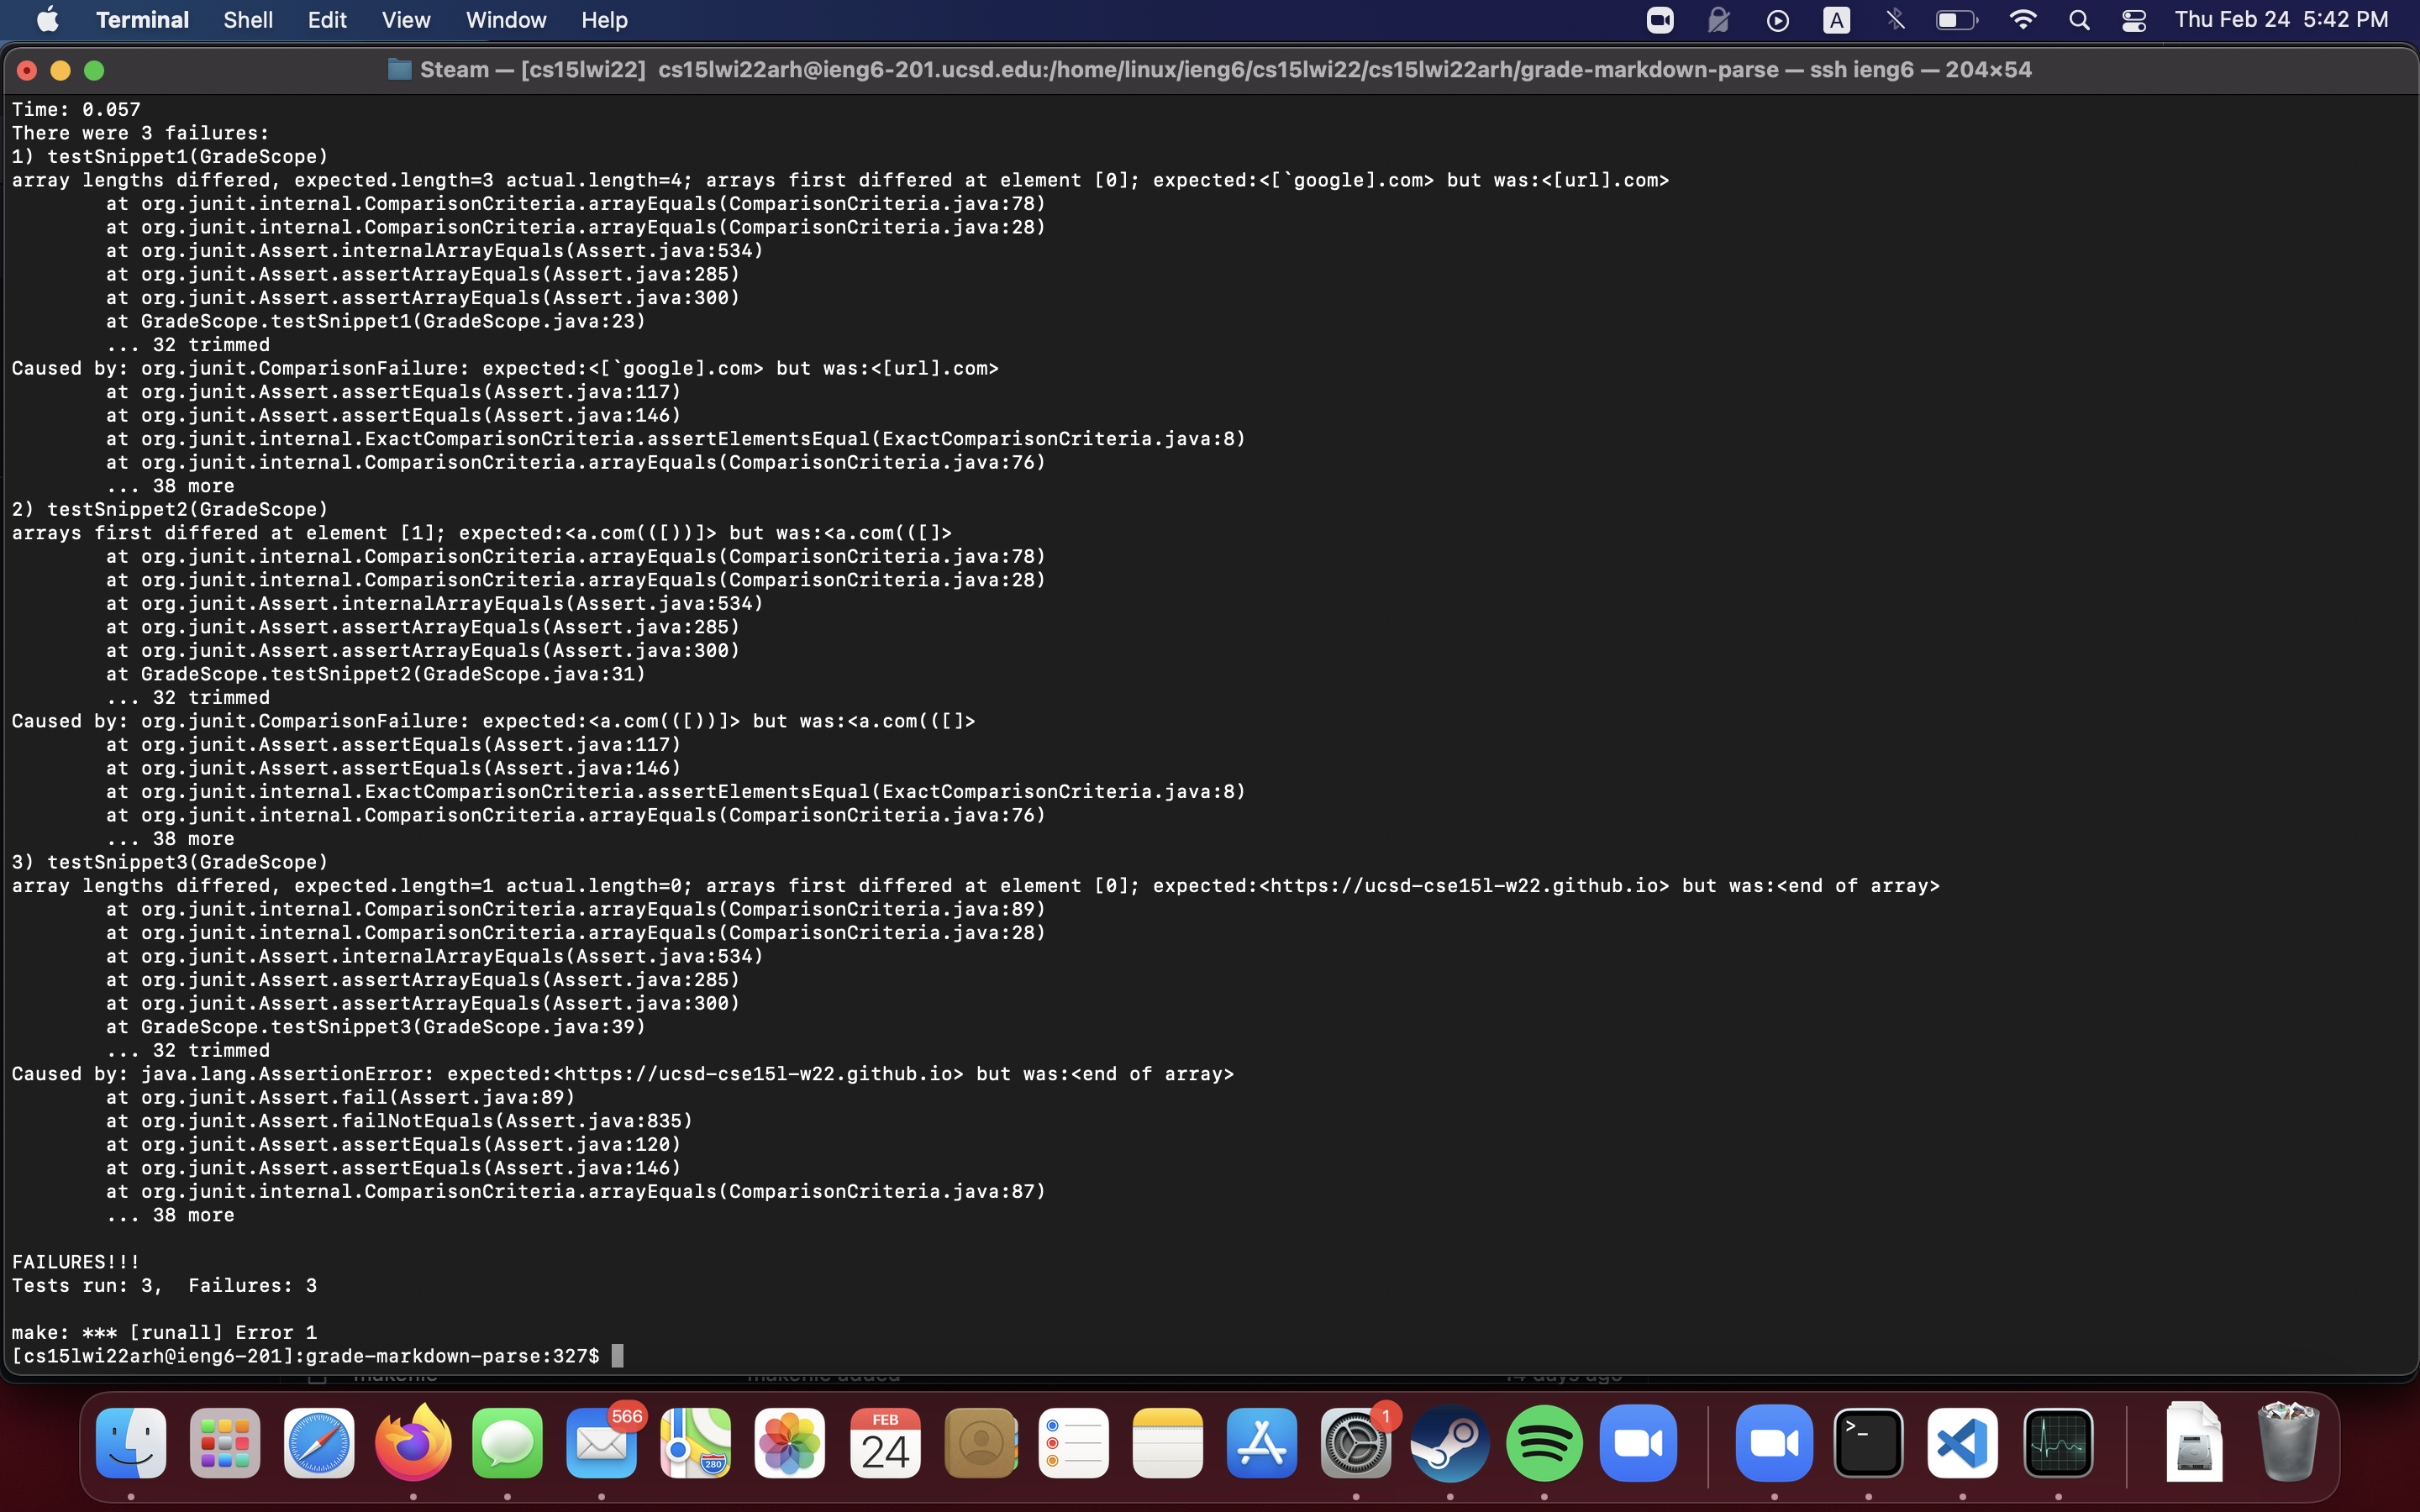 Terminal Shell Edit View Window Help A Thu Feb 24 5:42 PM
Steam — [cs15lwi22] cs15lwi22arh@ieng6-201.ucsd.edu:/home/linux/ieng6/cs15lwi22/cs15lwi22arh/grade-markdown-parse — ssh ieng6 — 204×54
Time: 0.057
There were 3 failures:
1) testSnippet1(GradeScope)
array lengths differed, expected.length=3 actual.length=4; arrays first differed at element [0]; expected:<[`google].com> but was:<[url].com>
        at org.junit.internal.ComparisonCriteria.arrayEquals(ComparisonCriteria.java:78)
        at org.junit.internal.ComparisonCriteria.arrayEquals(ComparisonCriteria.java:28)
        at org.junit.Assert.internalArrayEquals(Assert.java:534)
        at org.junit.Assert.assertArrayEquals(Assert.java:285)
        at org.junit.Assert.assertArrayEquals(Assert.java:300)
        at GradeScope.testSnippet1(GradeScope.java:23)
        ... 32 trimmed
Caused by: org.junit.ComparisonFailure: expected:<[`google].com> but was:<[url].com>
        at org.junit.Assert.assertEquals(Assert.java:117)
        at org.junit.Assert.assertEquals(Assert.java:146)
        at org.junit.internal.ExactComparisonCriteria.assertElementsEqual(ExactComparisonCriteria.java:8)
        at org.junit.internal.ComparisonCriteria.arrayEquals(ComparisonCriteria.java:76)
        ... 38 more
2) testSnippet2(GradeScope)
arrays first differed at element [1]; expected:<a.com(([))]> but was:<a.com(([]>
        at org.junit.internal.ComparisonCriteria.arrayEquals(ComparisonCriteria.java:78)
        at org.junit.internal.ComparisonCriteria.arrayEquals(ComparisonCriteria.java:28)
        at org.junit.Assert.internalArrayEquals(Assert.java:534)
        at org.junit.Assert.assertArrayEquals(Assert.java:285)
        at org.junit.Assert.assertArrayEquals(Assert.java:300)
        at GradeScope.testSnippet2(GradeScope.java:31)
        ... 32 trimmed
Caused by: org.junit.ComparisonFailure: expected:<a.com(([))]> but was:<a.com(([]>
        at org.junit.Assert.assertEquals(Assert.java:117)
        at org.junit.Assert.assertEquals(Assert.java:146)
        at org.junit.internal.ExactComparisonCriteria.assertElementsEqual(ExactComparisonCriteria.java:8)
        at org.junit.internal.ComparisonCriteria.arrayEquals(ComparisonCriteria.java:76)
        ... 38 more
3) testSnippet3(GradeScope)
array lengths differed, expected.length=1 actual.length=0; arrays first differed at element [0]; expected:<https://ucsd-cse15l-w22.github.io> but was:<end of array>
        at org.junit.internal.ComparisonCriteria.arrayEquals(ComparisonCriteria.java:89)
        at org.junit.internal.ComparisonCriteria.arrayEquals(ComparisonCriteria.java:28)
        at org.junit.Assert.internalArrayEquals(Assert.java:534)
        at org.junit.Assert.assertArrayEquals(Assert.java:285)
        at org.junit.Assert.assertArrayEquals(Assert.java:300)
        at GradeScope.testSnippet3(GradeScope.java:39)
        ... 32 trimmed
Caused by: java.lang.AssertionError: expected:<https://ucsd-cse15l-w22.github.io> but was:<end of array>
        at org.junit.Assert.fail(Assert.java:89)
        at org.junit.Assert.failNotEquals(Assert.java:835)
        at org.junit.Assert.assertEquals(Assert.java:120)
        at org.junit.Assert.assertEquals(Assert.java:146)
        at org.junit.internal.ComparisonCriteria.arrayEquals(ComparisonCriteria.java:87)
        ... 38 more
FAILURES!!!
Tests run: 3,  Failures: 3
make: *** [runall] Error 1
[cs15lwi22arh@ieng6-201]:grade-markdown-parse:327$
566
280
FEB
24
1
>_